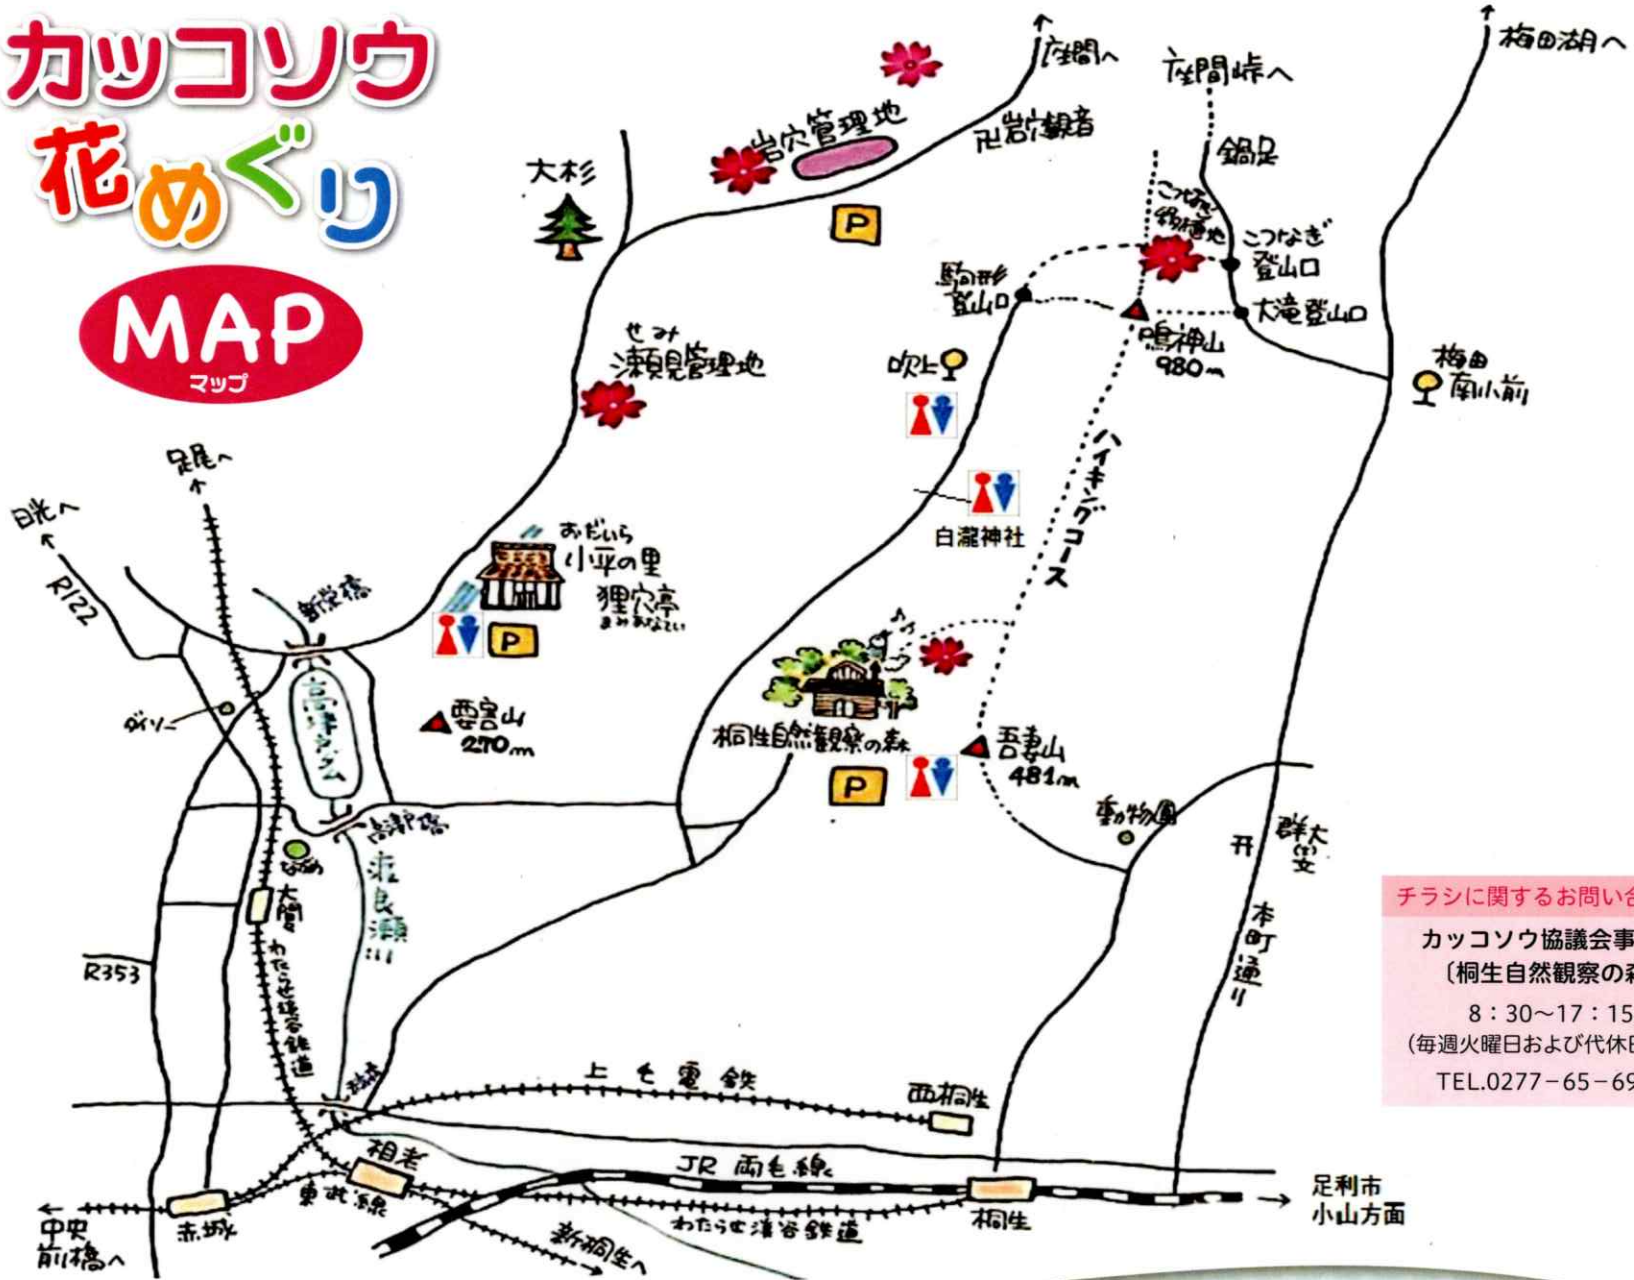 カッコソウ
花めぐり
MAP
マップ
座間へ
座間峠へ
梅田湖へ
岩穴管理地
卍岩穴観音
鍋足
大杉
P
こつなぎ
移植地
こつなぎ
登山口
駒形
登山口
大滝登山口
鳴神山
980m
せみ
瀬見管理地
吹上
梅田
南小前
ハイキングコース
足尾へ
日光へ
R122
白瀧神社
おだいら
小平の里
狸穴亭
まみあなてい
P
新栄橋
高津戸ダム
ダイソー
要害山
270m
桐生自然観察の森
P
吾妻山
481m
動物園
高津戸橋
ながめ
大間々
渡良瀬川
群大
本町通り
R353
わたらせ渓谷鉄道
チラシに関するお問い合
カッコソウ協議会事
〔桐生自然観察の森
8：30〜17：15
(毎週火曜日および代休日
TEL.0277−65−69
上毛電鉄
西桐生
相老
JR 両毛線
東武線
赤城
中央
前橋へ
わたらせ渓谷鉄道
新桐生へ
桐生
足利市
小山方面